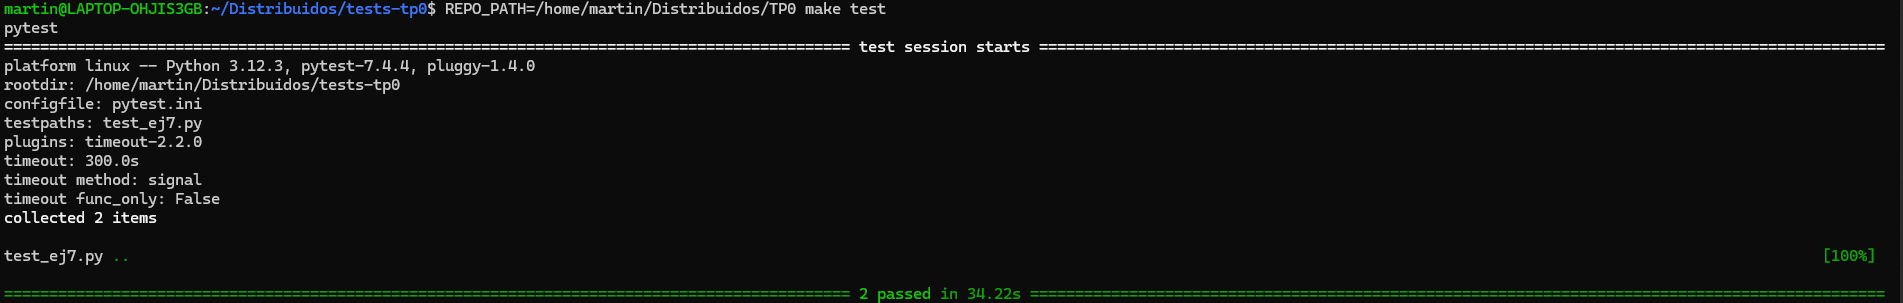 martin@LAPTOP-OHJIS3GB:~/Distribuidos/tests-tp0$ REPO_PATH=/home/martin/Distribuidos/TP0 make test
pytest
============================================================================================== test session starts ==============================================================================================
platform linux -- Python 3.12.3, pytest-7.4.4, pluggy-1.4.0
rootdir: /home/martin/Distribuidos/tests-tp0
configfile: pytest.ini
testpaths: test_ej7.py
plugins: timeout-2.2.0
timeout: 300.0s
timeout method: signal
timeout func_only: False
collected 2 items
test_ej7.py .. [100%]
============================================================================================== 2 passed in 34.22s ===============================================================================================